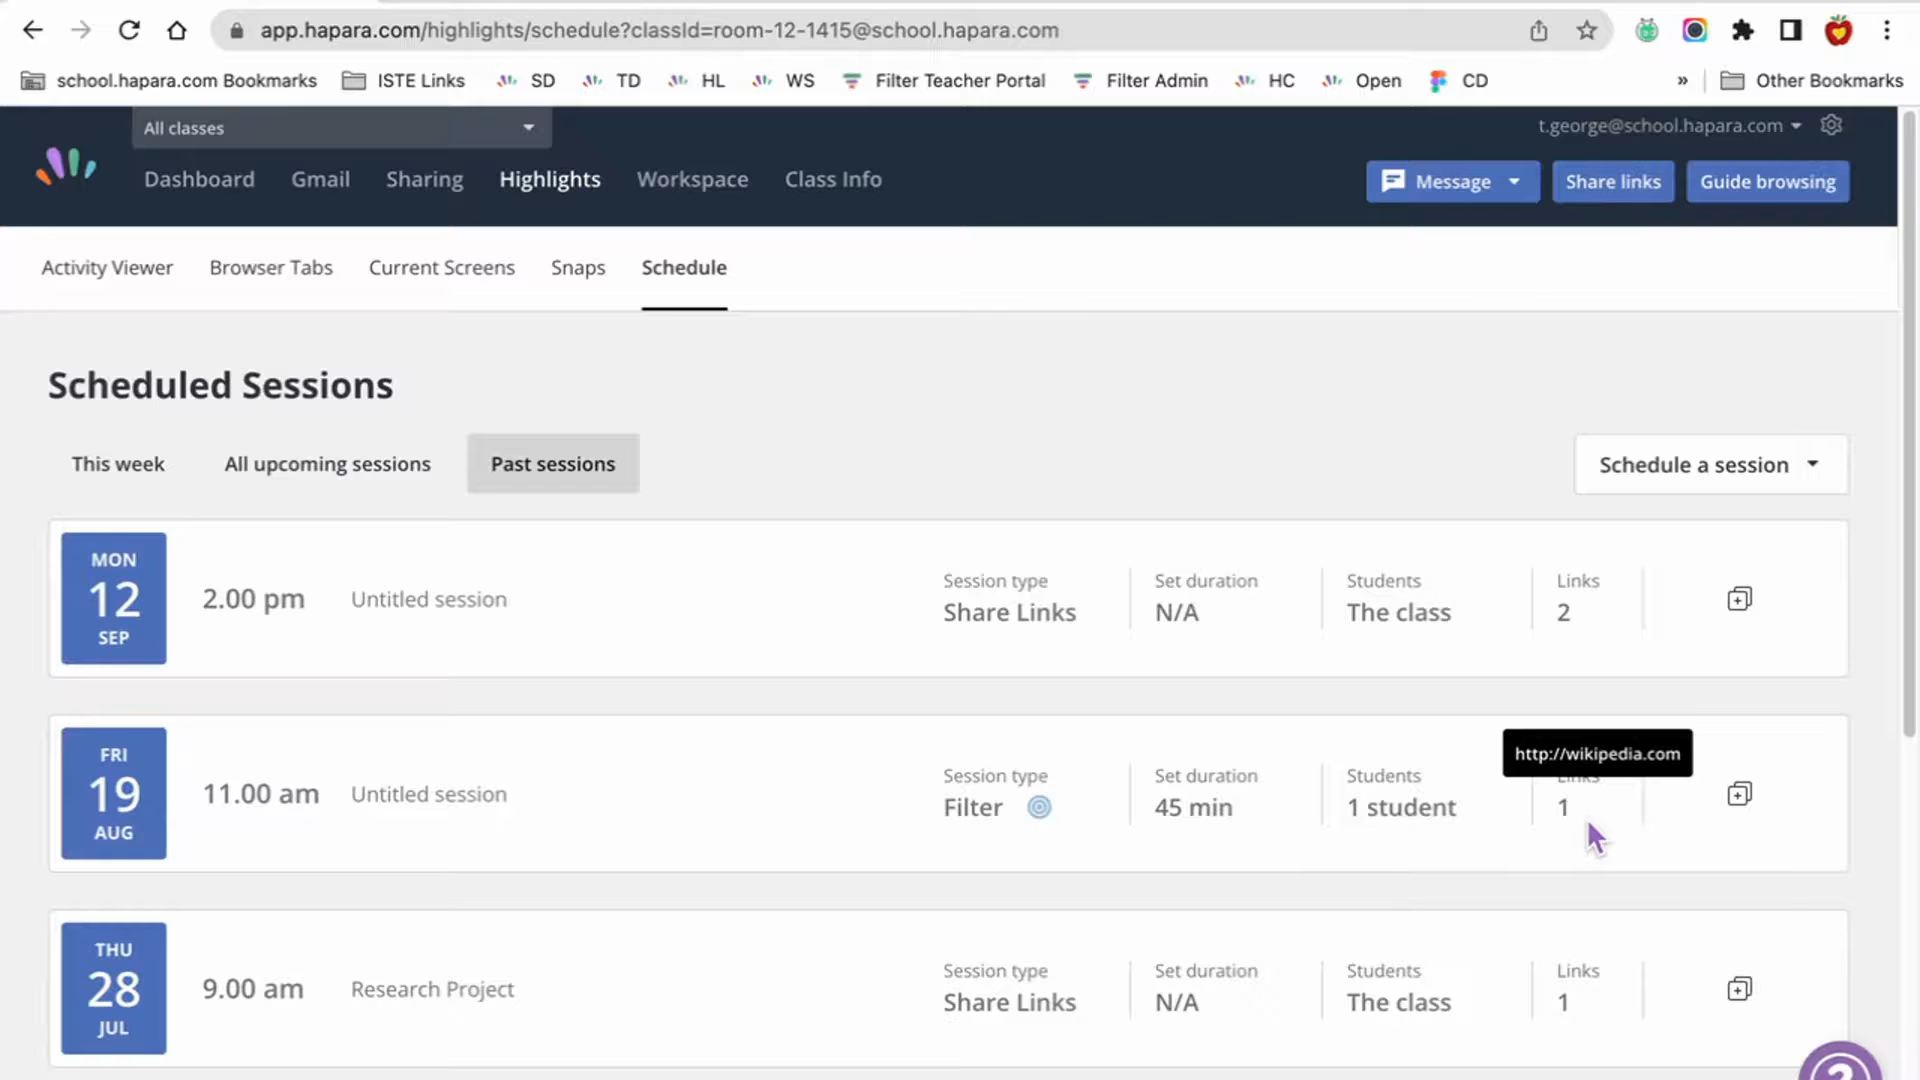 app.hapara.com/highlights/schedule?classId=room-12-1415@school.hapara.com
school.hapara.com Bookmarks ISTE Links SD TD HL WS Filter Teacher Portal Filter Admin HC Open CD » Other Bookmarks
All classes t.george@school.hapara.com
Dashboard Gmail Sharing Highlights Workspace Class Info Message Share links Guide browsing
Activity Viewer Browser Tabs Current Screens Snaps Schedule
Scheduled Sessions
This week All upcoming sessions Past sessions Schedule a session
MON
12
SEP
2.00 pm Untitled session
Session type Set duration Students Links
Share Links N/A The class 2
http://wikipedia.com
FRI
19
AUG
11.00 am Untitled session
Session type Set duration Students Links
Filter 45 min 1 student 1
THU
28
JUL
9.00 am Research Project
Session type Set duration Students Links
Share Links N/A The class 1
?